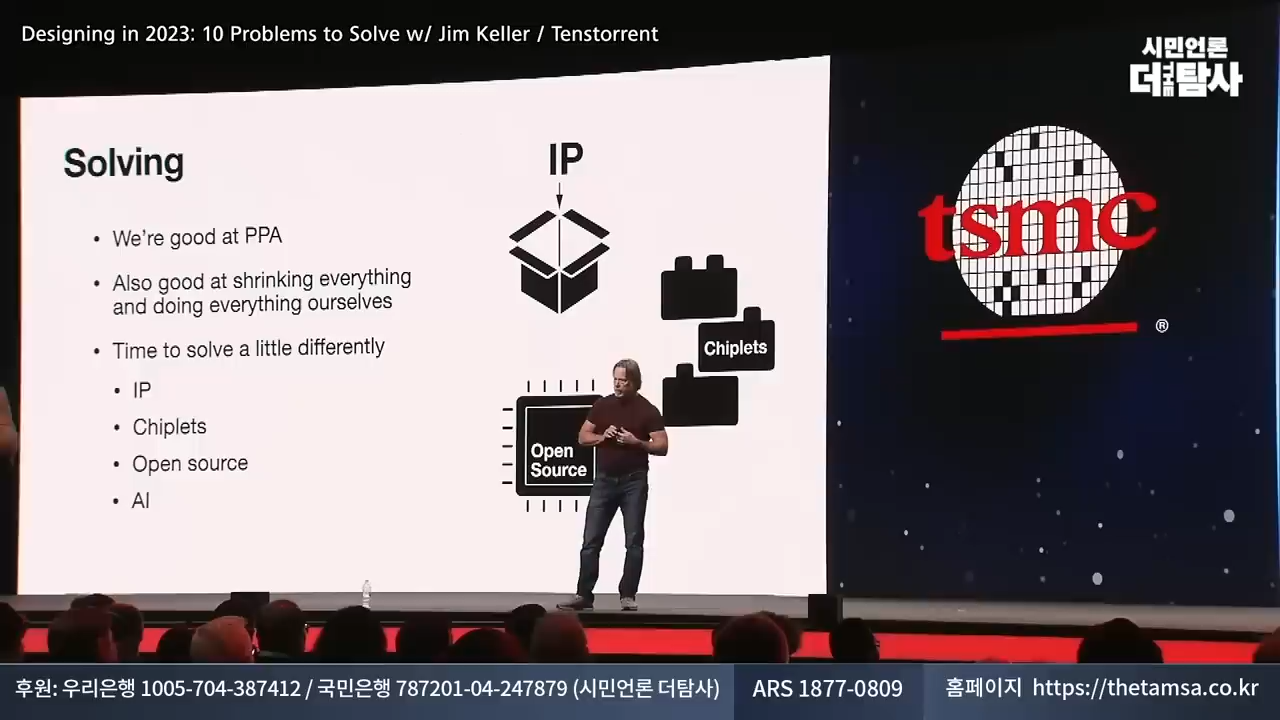 Designing in 2023: 10 Problems to Solve w/ Jim Keller / Tenstorrent
시민언론
더탐사
Solving
• We're good at PPA
• Also good at shrinking everything
and doing everything ourselves
• Time to solve a little differently
• IP
• Chiplets
• Open source
• AI
IP
Chiplets
Open
Source
tsmc
®
후원: 우리은행 1005-704-387412 / 국민은행 787201-04-247879 (시민언론 더탐사)
ARS 1877-0809
홈페이지 https://thetamsa.co.kr